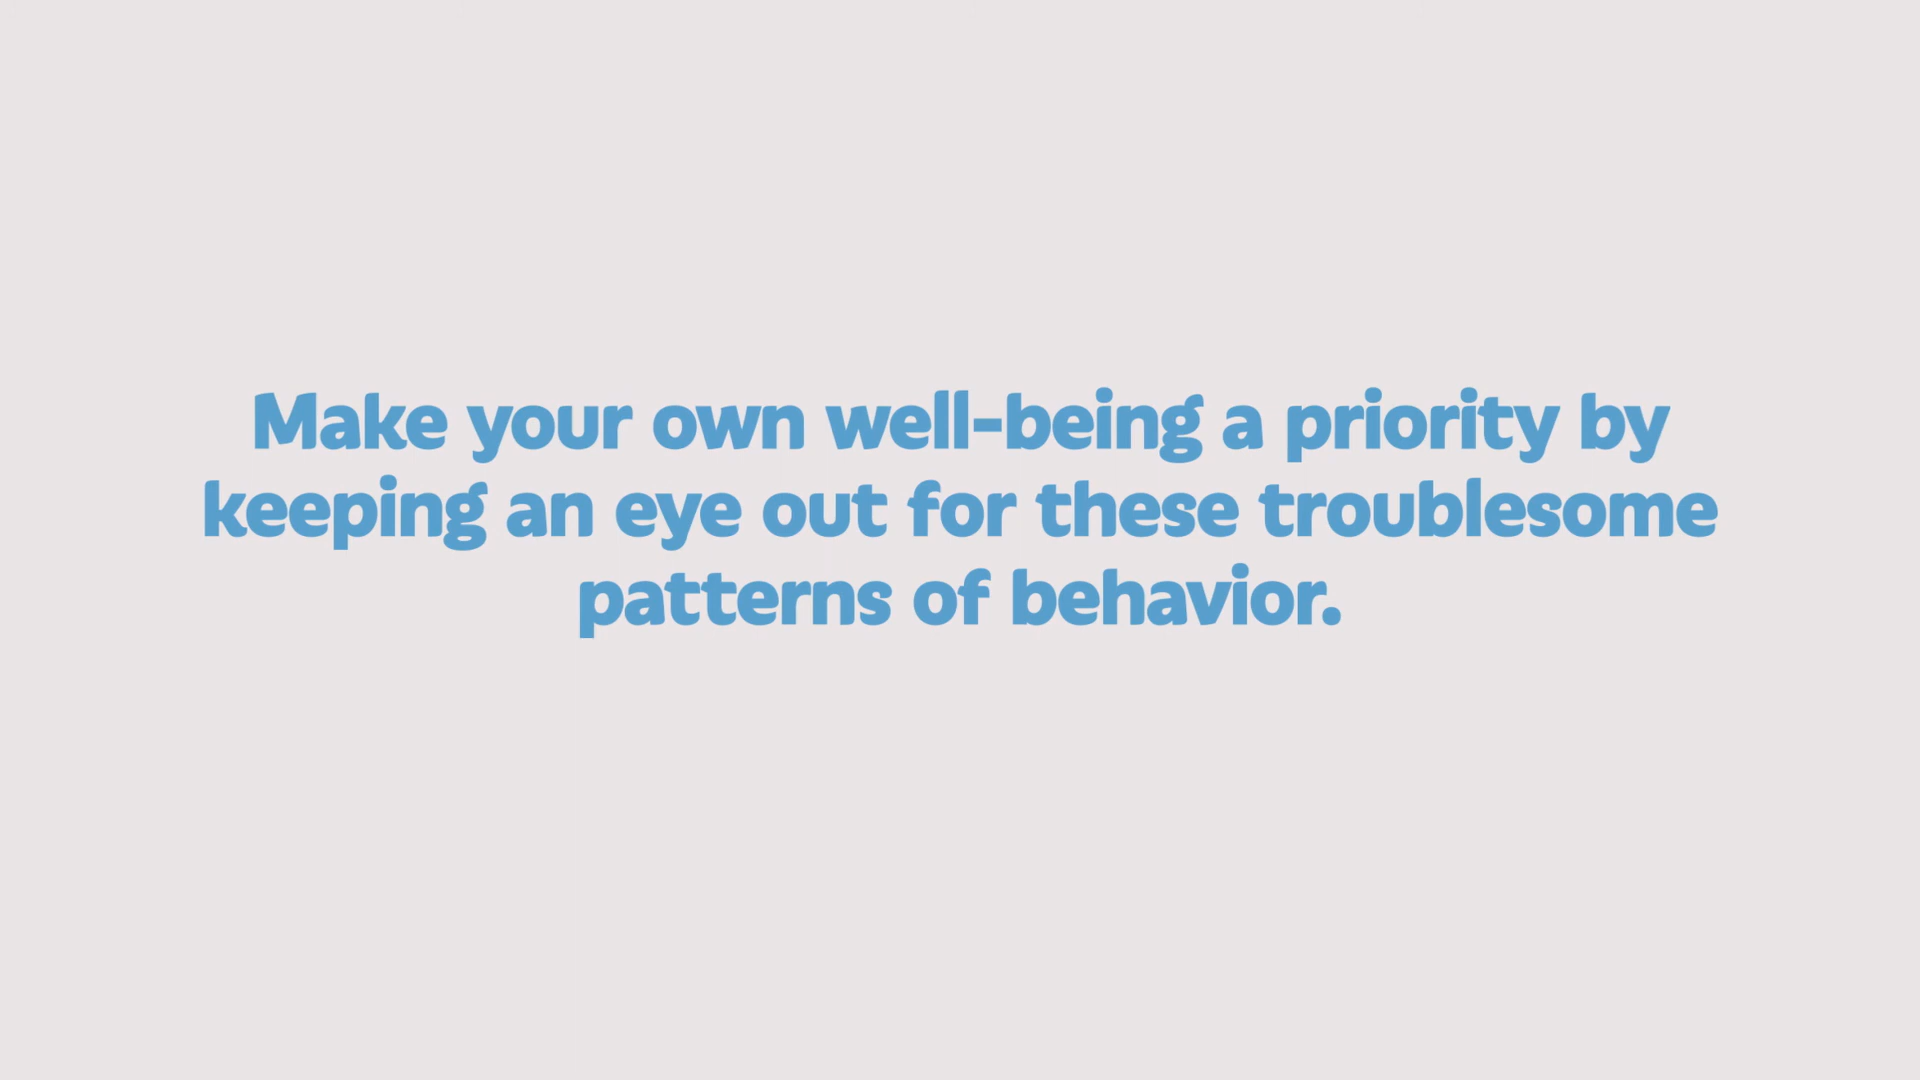 Make your own well-being a priority by
keeping an eye out for these troublesome
patterns of behavior.